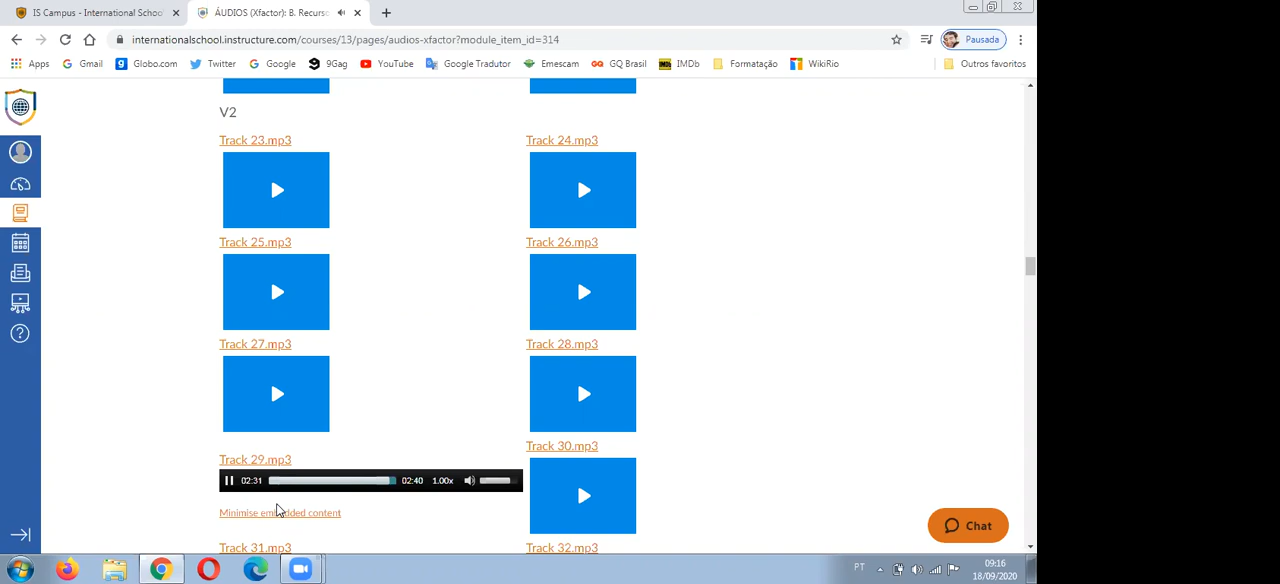 IS Campus - International School
ÁUDIOS (Xfactor): B. Recurso
internationalschool.instructure.com/courses/13/pages/audios-xfactor?module_item_id=314
Pausada
Apps
Gmail
Globo.com
Twitter
Google
9Gag
YouTube
Google Tradutor
Emescam
GQ Brasil
IMDb
Formatação
WikiRio
Outros favoritos
V2
Track 23.mp3
Track 24.mp3
Track 25.mp3
Track 26.mp3
Track 27.mp3
Track 28.mp3
Track 30.mp3
Track 29.mp3
02:31
02:40
1.00x
Minimise embedded content
Chat
Track 31.mp3
Track 32.mp3
PT
09:16
18/09/2020